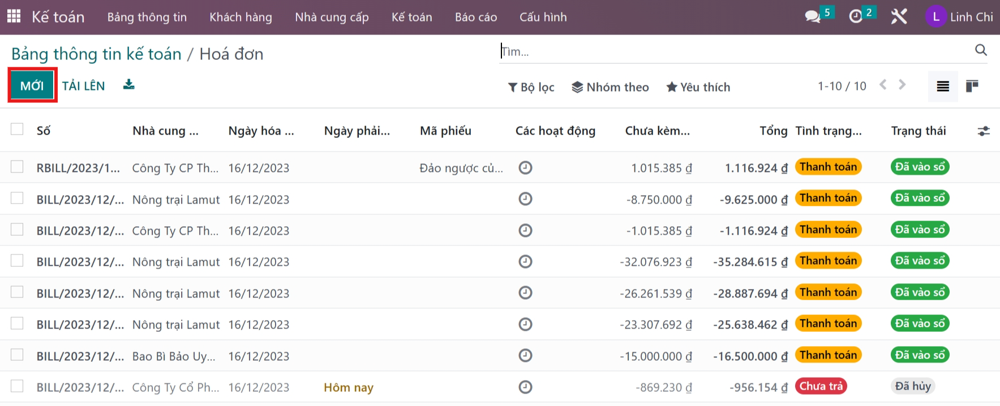 Kế toán Bảng thông tin Khách hàng Nhà cung cấp Kế toán Báo cáo Cấu hình 5 2 L Linh Chi
Bảng thông tin kế toán / Hoá đơn Tìm...
MỚI TẢI LÊN Bộ lọc Nhóm theo Yêu thích 1-10 / 10
Số Nhà cung ... Ngày hóa ... Ngày phải... Mã phiếu Các hoạt động Chưa kèm... Tổng Tình trạng... Trạng thái
RBILL/2023/1... Công Ty CP Th... 16/12/2023 Đảo ngược củ... 1.015.385 ₫ 1.116.924 ₫ Thanh toán Đã vào sổ
BILL/2023/12/... Nông trại Lamut 16/12/2023 -8.750.000 ₫ -9.625.000 ₫ Thanh toán Đã vào sổ
BILL/2023/12/... Công Ty CP Th... 16/12/2023 -1.015.385 ₫ -1.116.924 ₫ Thanh toán Đã vào sổ
BILL/2023/12/... Nông trại Lamut 16/12/2023 -32.076.923 ₫ -35.284.615 ₫ Thanh toán Đã vào sổ
BILL/2023/12/... Nông trại Lamut 16/12/2023 -26.261.539 ₫ -28.887.694 ₫ Thanh toán Đã vào sổ
BILL/2023/12/... Nông trại Lamut 16/12/2023 -23.307.692 ₫ -25.638.462 ₫ Thanh toán Đã vào sổ
BILL/2023/12/... Bao Bì Bảo Uy... 16/12/2023 -15.000.000 ₫ -16.500.000 ₫ Thanh toán Đã vào sổ
BILL/2023/12/... Công Ty Cổ Ph... 16/12/2023 Hôm nay -869.230 ₫ -956.154 ₫ Chưa trả Đã hủy